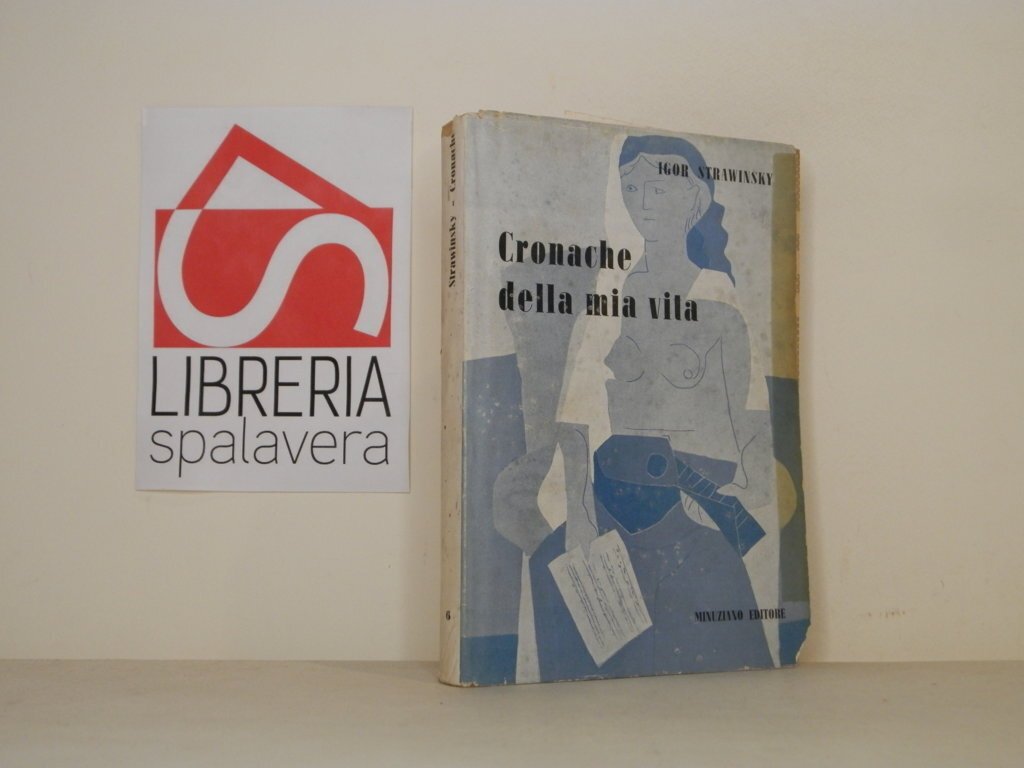 LIBRERIA
spalavera
Strawinsky - Cronache
6
IGOR STRAWINSKY
Cronache
della mia vita
MINUZIANO EDITORE